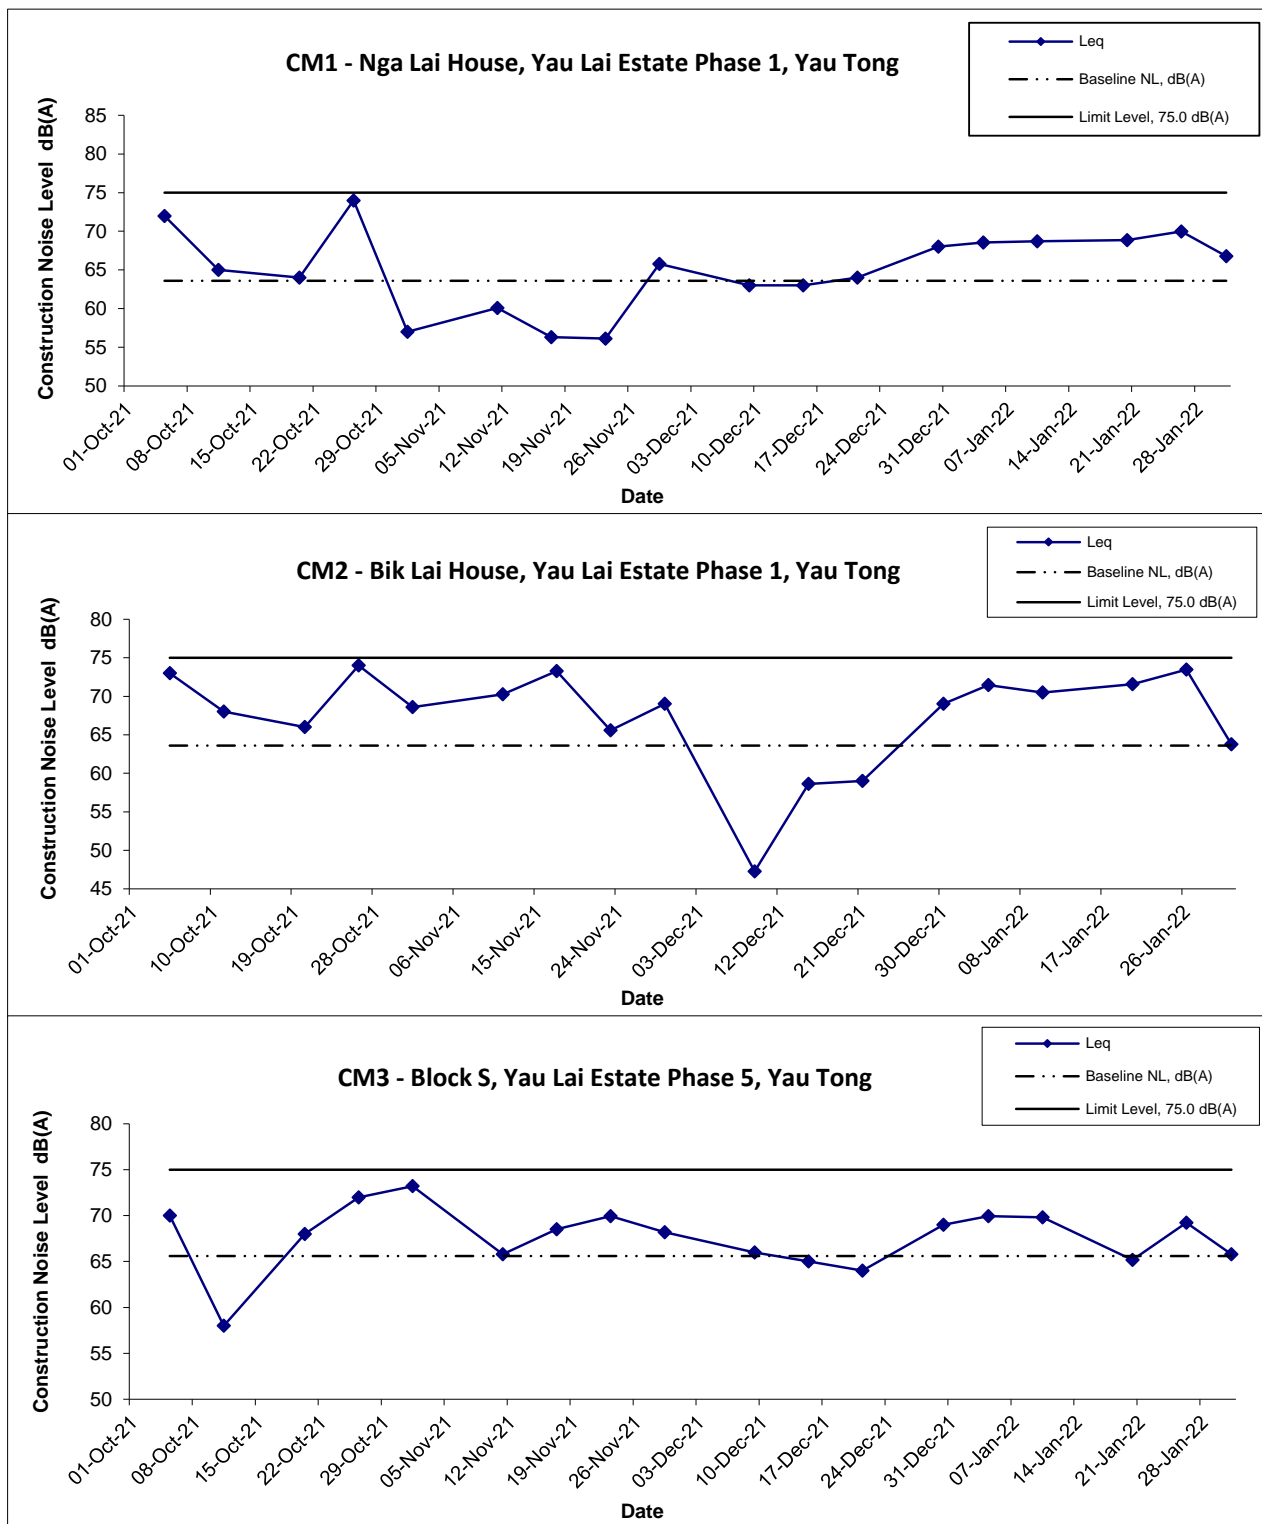 CM1 - Nga Lai House, Yau Lai Estate Phase 1, Yau Tong
Leq
Baseline NL, dB(A)
Limit Level, 75.0 dB(A)
Construction Noise Level  dB(A)
85
80
75
70
65
60
55
50
01-Oct-21
08-Oct-21
15-Oct-21
22-Oct-21
29-Oct-21
05-Nov-21
12-Nov-21
19-Nov-21
26-Nov-21
03-Dec-21
10-Dec-21
17-Dec-21
24-Dec-21
31-Dec-21
07-Jan-22
14-Jan-22
21-Jan-22
28-Jan-22
Date
CM2 - Bik Lai House, Yau Lai Estate Phase 1, Yau Tong
Leq
Baseline NL, dB(A)
Limit Level, 75.0 dB(A)
Construction Noise Level  dB(A)
80
75
70
65
60
55
50
45
01-Oct-21
10-Oct-21
19-Oct-21
28-Oct-21
06-Nov-21
15-Nov-21
24-Nov-21
03-Dec-21
12-Dec-21
21-Dec-21
30-Dec-21
08-Jan-22
17-Jan-22
26-Jan-22
Date
CM3 - Block S, Yau Lai Estate Phase 5, Yau Tong
Leq
Baseline NL, dB(A)
Limit Level, 75.0 dB(A)
Construction Noise Level  dB(A)
80
75
70
65
60
55
50
01-Oct-21
08-Oct-21
15-Oct-21
22-Oct-21
29-Oct-21
05-Nov-21
12-Nov-21
19-Nov-21
26-Nov-21
03-Dec-21
10-Dec-21
17-Dec-21
24-Dec-21
31-Dec-21
07-Jan-22
14-Jan-22
21-Jan-22
28-Jan-22
Date